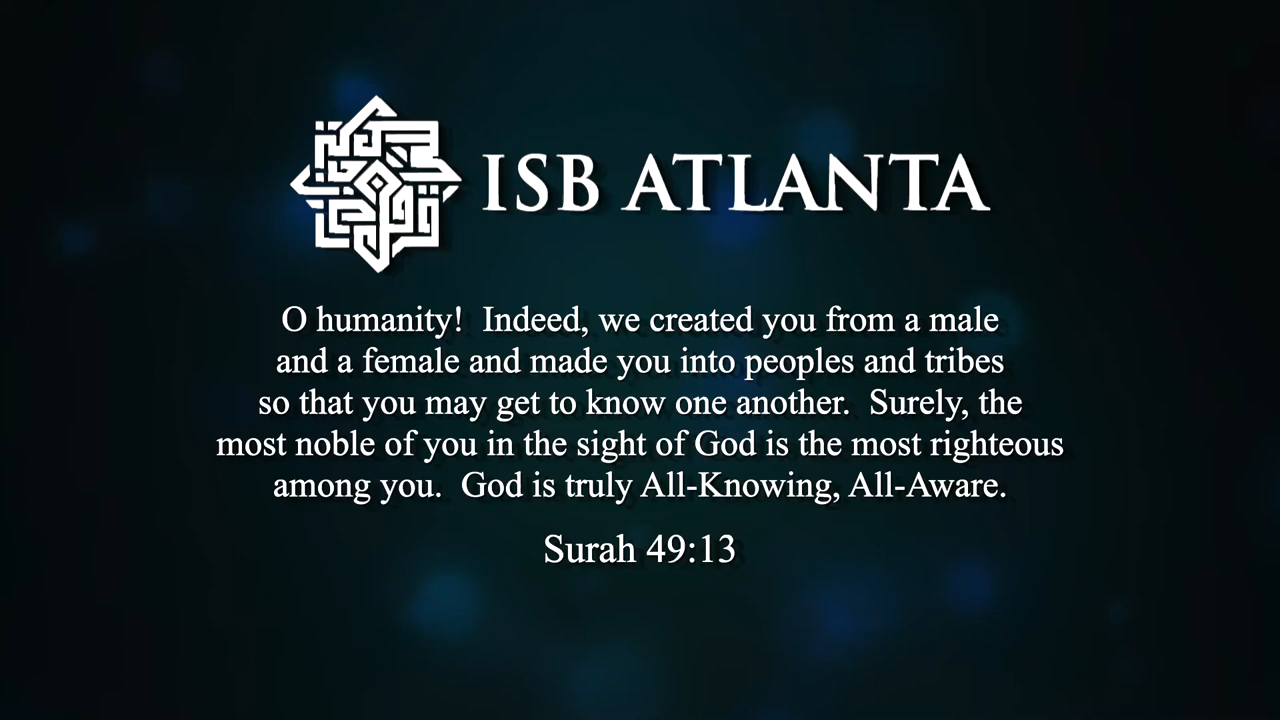 ISB ATLANTA
O humanity!  Indeed, we created you from a male
and a female and made you into peoples and tribes
so that you may get to know one another.  Surely, the
most noble of you in the sight of God is the most righteous
among you.  God is truly All-Knowing, All-Aware.
Surah 49:13